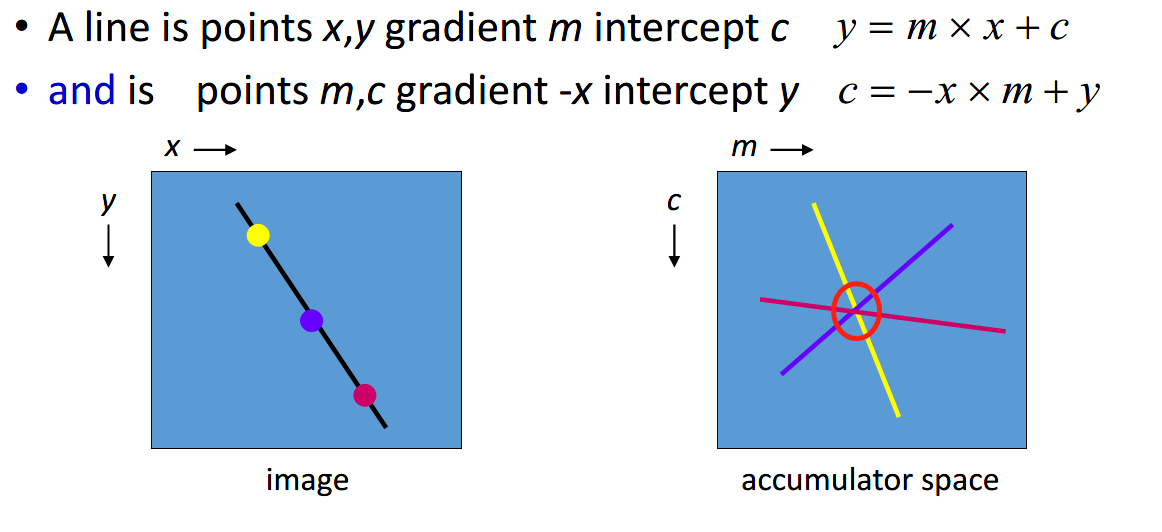 • A line is points x,y gradient m intercept c y = m × x + c
• and is points m,c gradient -x intercept y c = −x × m + y
x
m
y
c
image
accumulator space